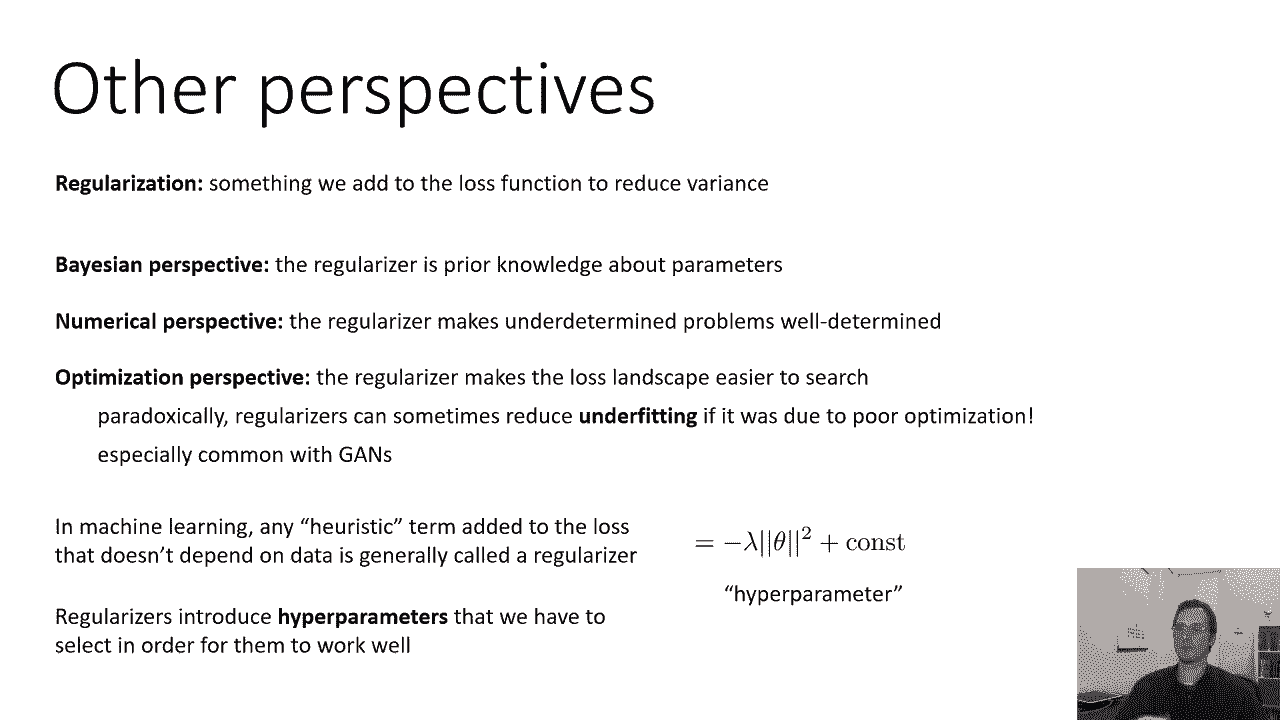 Other perspectives
Regularization: something we add to the loss function to reduce variance
Bayesian perspective: the regularizer is prior knowledge about parameters
Numerical perspective: the regularizer makes underdetermined problems well-determined
Optimization perspective: the regularizer makes the loss landscape easier to search
paradoxically, regularizers can sometimes reduce underfitting if it was due to poor optimization!
especially common with GANs
In machine learning, any “heuristic” term added to the loss
that doesn’t depend on data is generally called a regularizer
= −λ||θ||² + const
“hyperparameter”
Regularizers introduce hyperparameters that we have to
select in order for them to work well